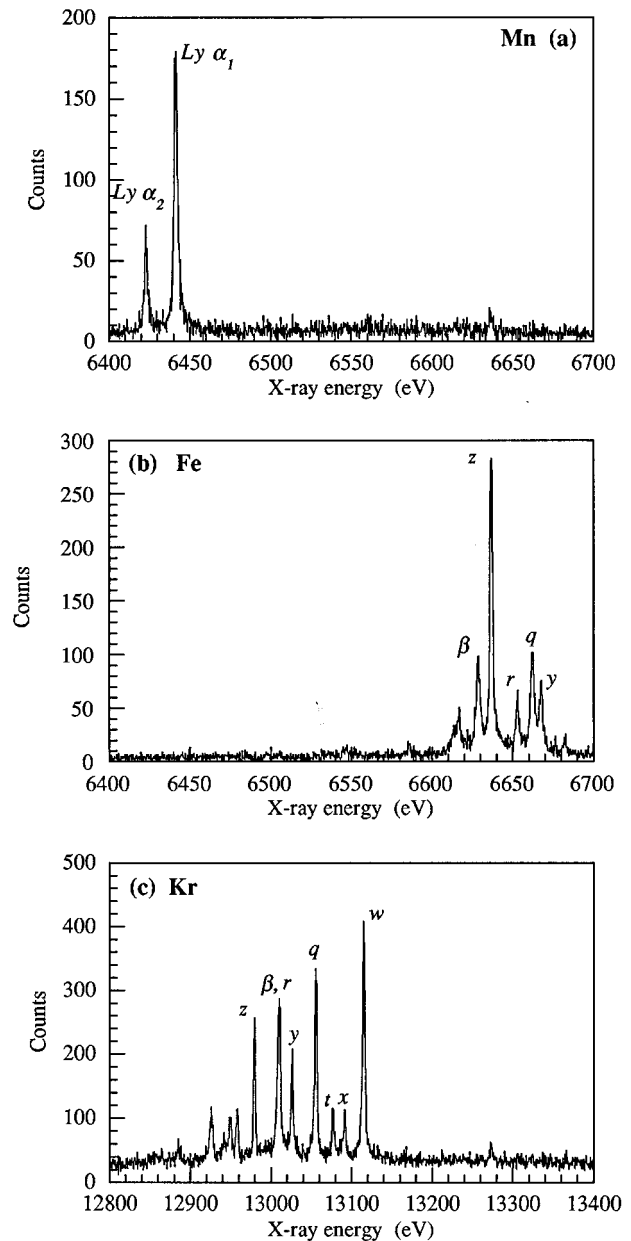 Mn (a)
200
Ly α₁
150
Counts
100
Ly α₂
50
0
6400 6450 6500 6550 6600 6650 6700
X-ray energy (eV)
300
(b) Fe
z
250
200
Counts
150
β
q
100
r
y
50
0
6400 6450 6500 6550 6600 6650 6700
X-ray energy (eV)
500
(c) Kr
w
400
q
β, r
300
z
y
Counts
200
t x
100
0
12800 12900 13000 13100 13200 13300 13400
X-ray energy (eV)